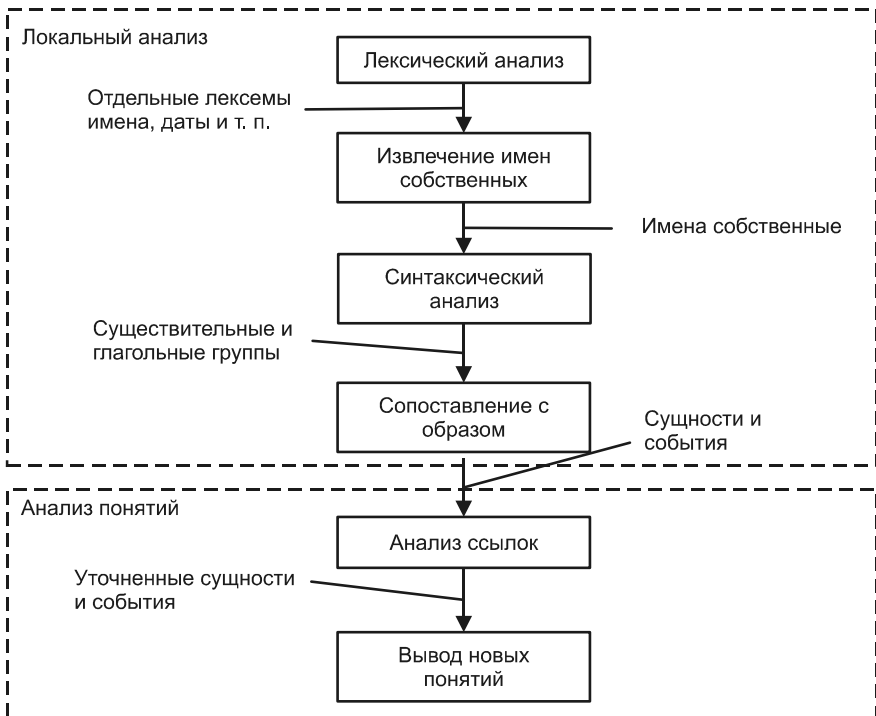 Локальный анализ
Лексический анализ
Отдельные лексемы
имена, даты и т. п.
Извлечение имен
собственных
Имена собственные
Синтаксический
анализ
Существительные и
глагольные группы
Сопоставление с
образом
Сущности и
события
Анализ понятий
Анализ ссылок
Уточненные сущности
и события
Вывод новых
понятий